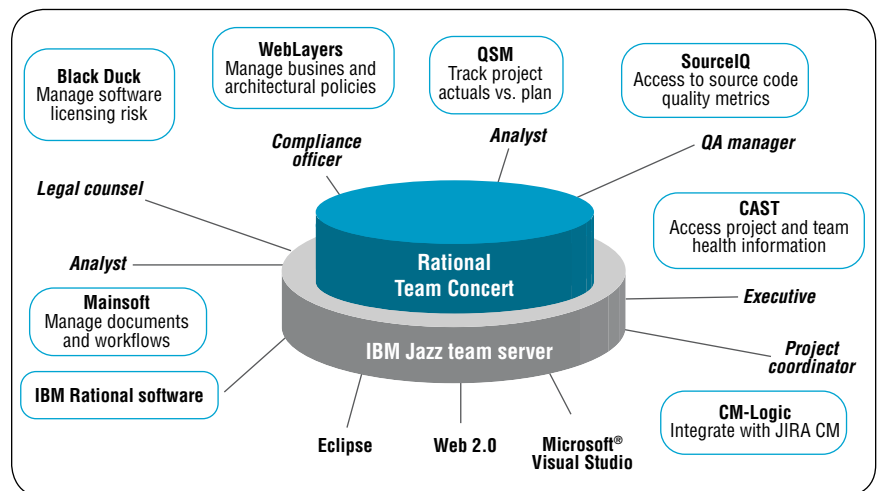 Black Duck
Manage software
licensing risk
WebLayers
Manage busines and
architectural policies
QSM
Track project
actuals vs. plan
SourceIQ
Access to source code
quality metrics
Compliance
officer
Analyst
QA manager
Legal counsel
CAST
Access project and team
health information
Analyst
Rational
Team Concert
Executive
Mainsoft
Manage documents
and workflows
IBM Jazz team server
Project
coordinator
IBM Rational software
CM-Logic
Integrate with JIRA CM
Eclipse
Web 2.0
Microsoft®
Visual Studio